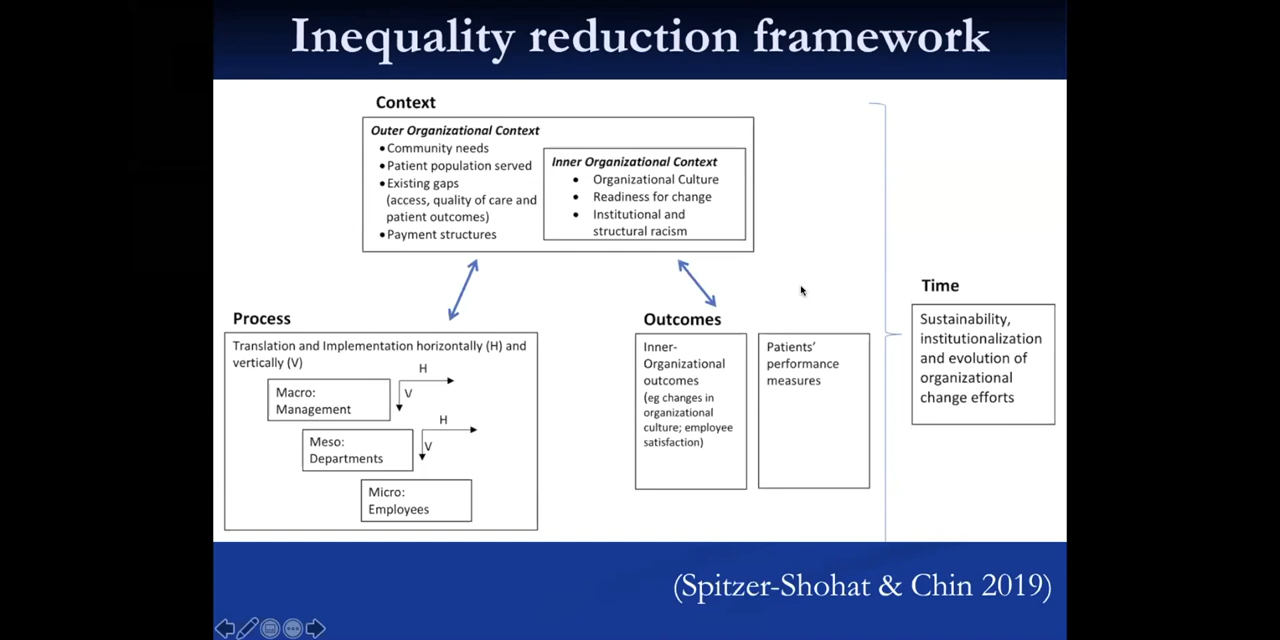 Inequality reduction framework
Context
Outer Organizational Context
•Community needs
•Patient population served
•Existing gaps
(access, quality of care and
patient outcomes)
•Payment structures
Inner Organizational Context
• Organizational Culture
• Readiness for change
• Institutional and
structural racism
Process
Translation and Implementation horizontally (H) and
vertically (V)
Macro:
Management
H
V
Meso:
Departments
H
V
Micro:
Employees
Outcomes
Inner-
Organizational
outcomes
(eg changes in
organizational
culture; employee
satisfaction)
Patients'
performance
measures
Time
Sustainability,
institutionalization
and evolution of
organizational
change efforts
(Spitzer-Shohat & Chin 2019)